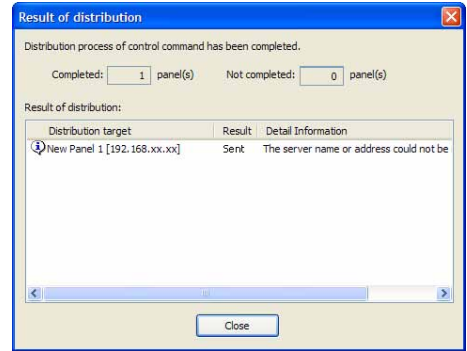 Result of distribution
Distribution process of control command has been completed.
Completed: 1 panel(s) Not completed: 0 panel(s)
Result of distribution:
Distribution target Result Detail Information
New Panel 1 [192.168.xx.xx] Sent The server name or address could not be
Close